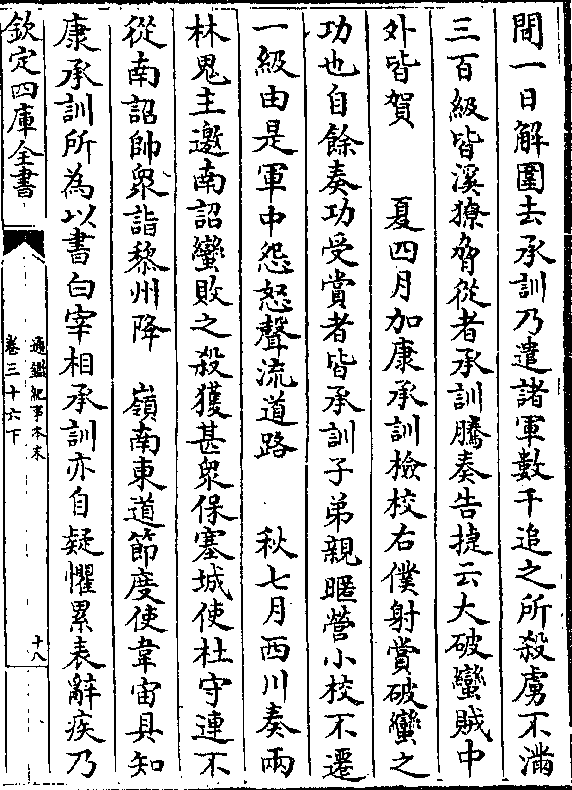 間一日解圍去承訓乃遣諸軍數千追之所殺虜不滿
三百級皆溪獠脅從者承訓騰奏告捷云大破蠻賊中
外皆賀　夏四月加康承訓檢校右僕射賞破蠻之
功也自餘奏功受賞者皆承訓子弟親暱營小校不遷
一級由是軍中怨怒聲流道路　秋七月西川奏兩
林鬼主邀南詔蠻敗之殺獲甚衆保塞城使杜守連不
從南詔帥衆詣黎州降　嶺南東道節度使韋宙具知
康承訓所為以書白宰相承訓亦自疑懼累表辭疾乃
欽定四庫全書
通鑑紀事本末
卷三十六下
十八